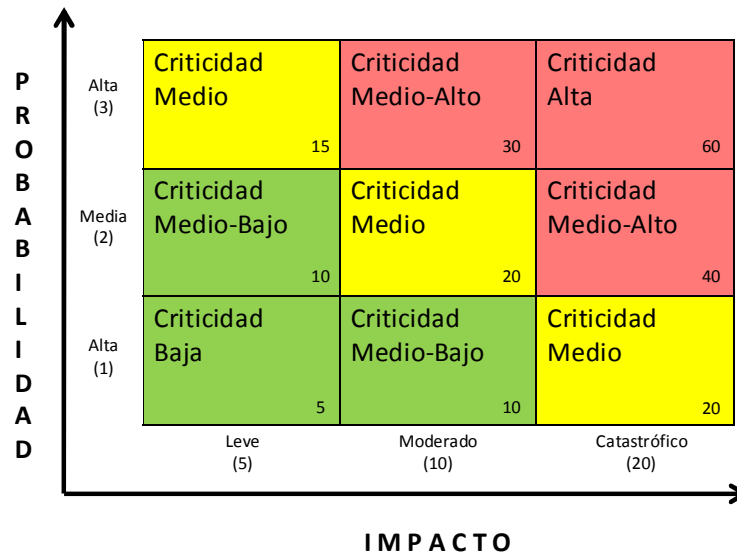 PROBABILIDAD
Alta
(3)
Criticidad
Medio
15
Criticidad
Medio-Alto
30
Criticidad
Alta
60
Media
(2)
Criticidad
Medio-Bajo
10
Criticidad
Medio
20
Criticidad
Medio-Alto
40
Alta
(1)
Criticidad
Baja
5
Criticidad
Medio-Bajo
10
Criticidad
Medio
20
Leve
(5)
Moderado
(10)
Catastrófico
(20)
IMPACTO